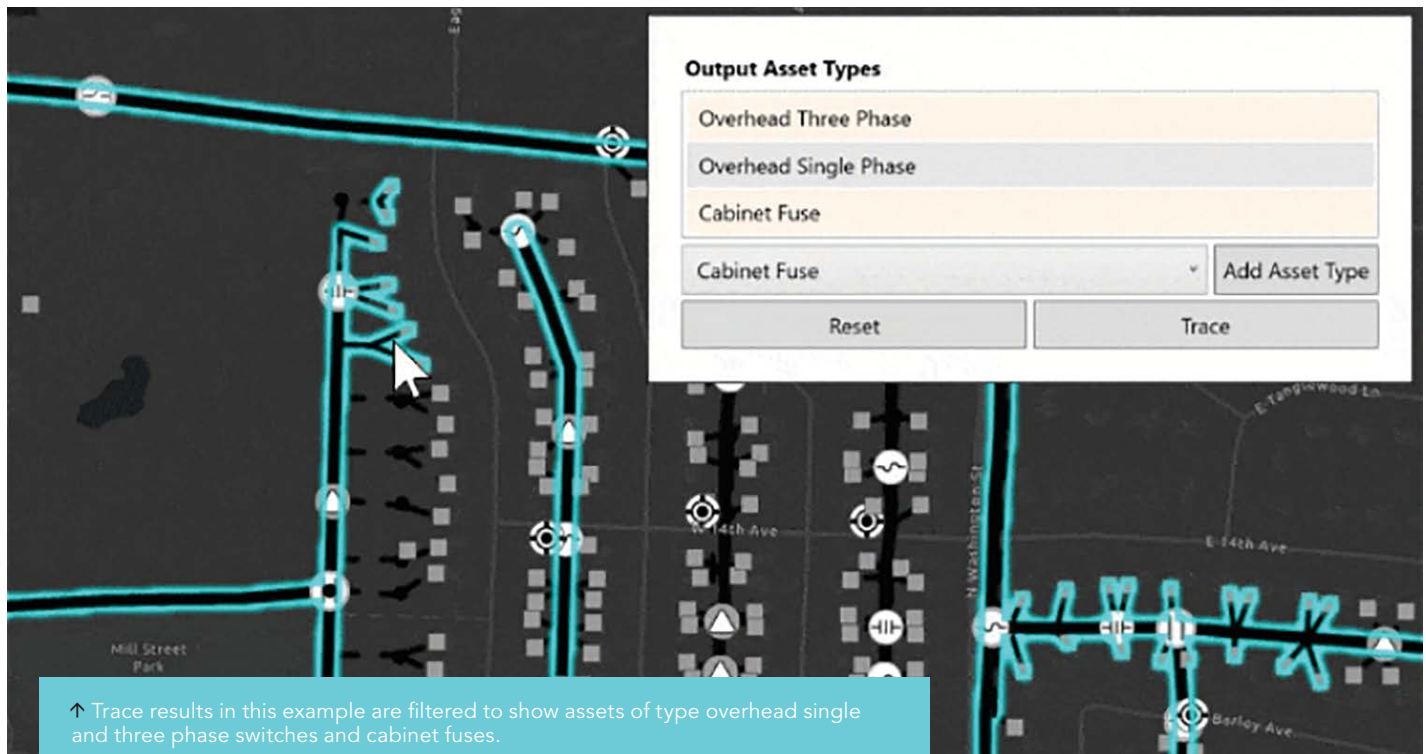 Eag
Output Asset Types
Overhead Three Phase
Overhead Single Phase
Cabinet Fuse
Cabinet Fuse
Add Asset Type
Reset
Trace
E Tanglewood Ln
N Washington St
W 14th Ave
E 14th Ave
Mill Street
Park
Barley Ave
↑ Trace results in this example are filtered to show assets of type overhead single
and three phase switches and cabinet fuses.